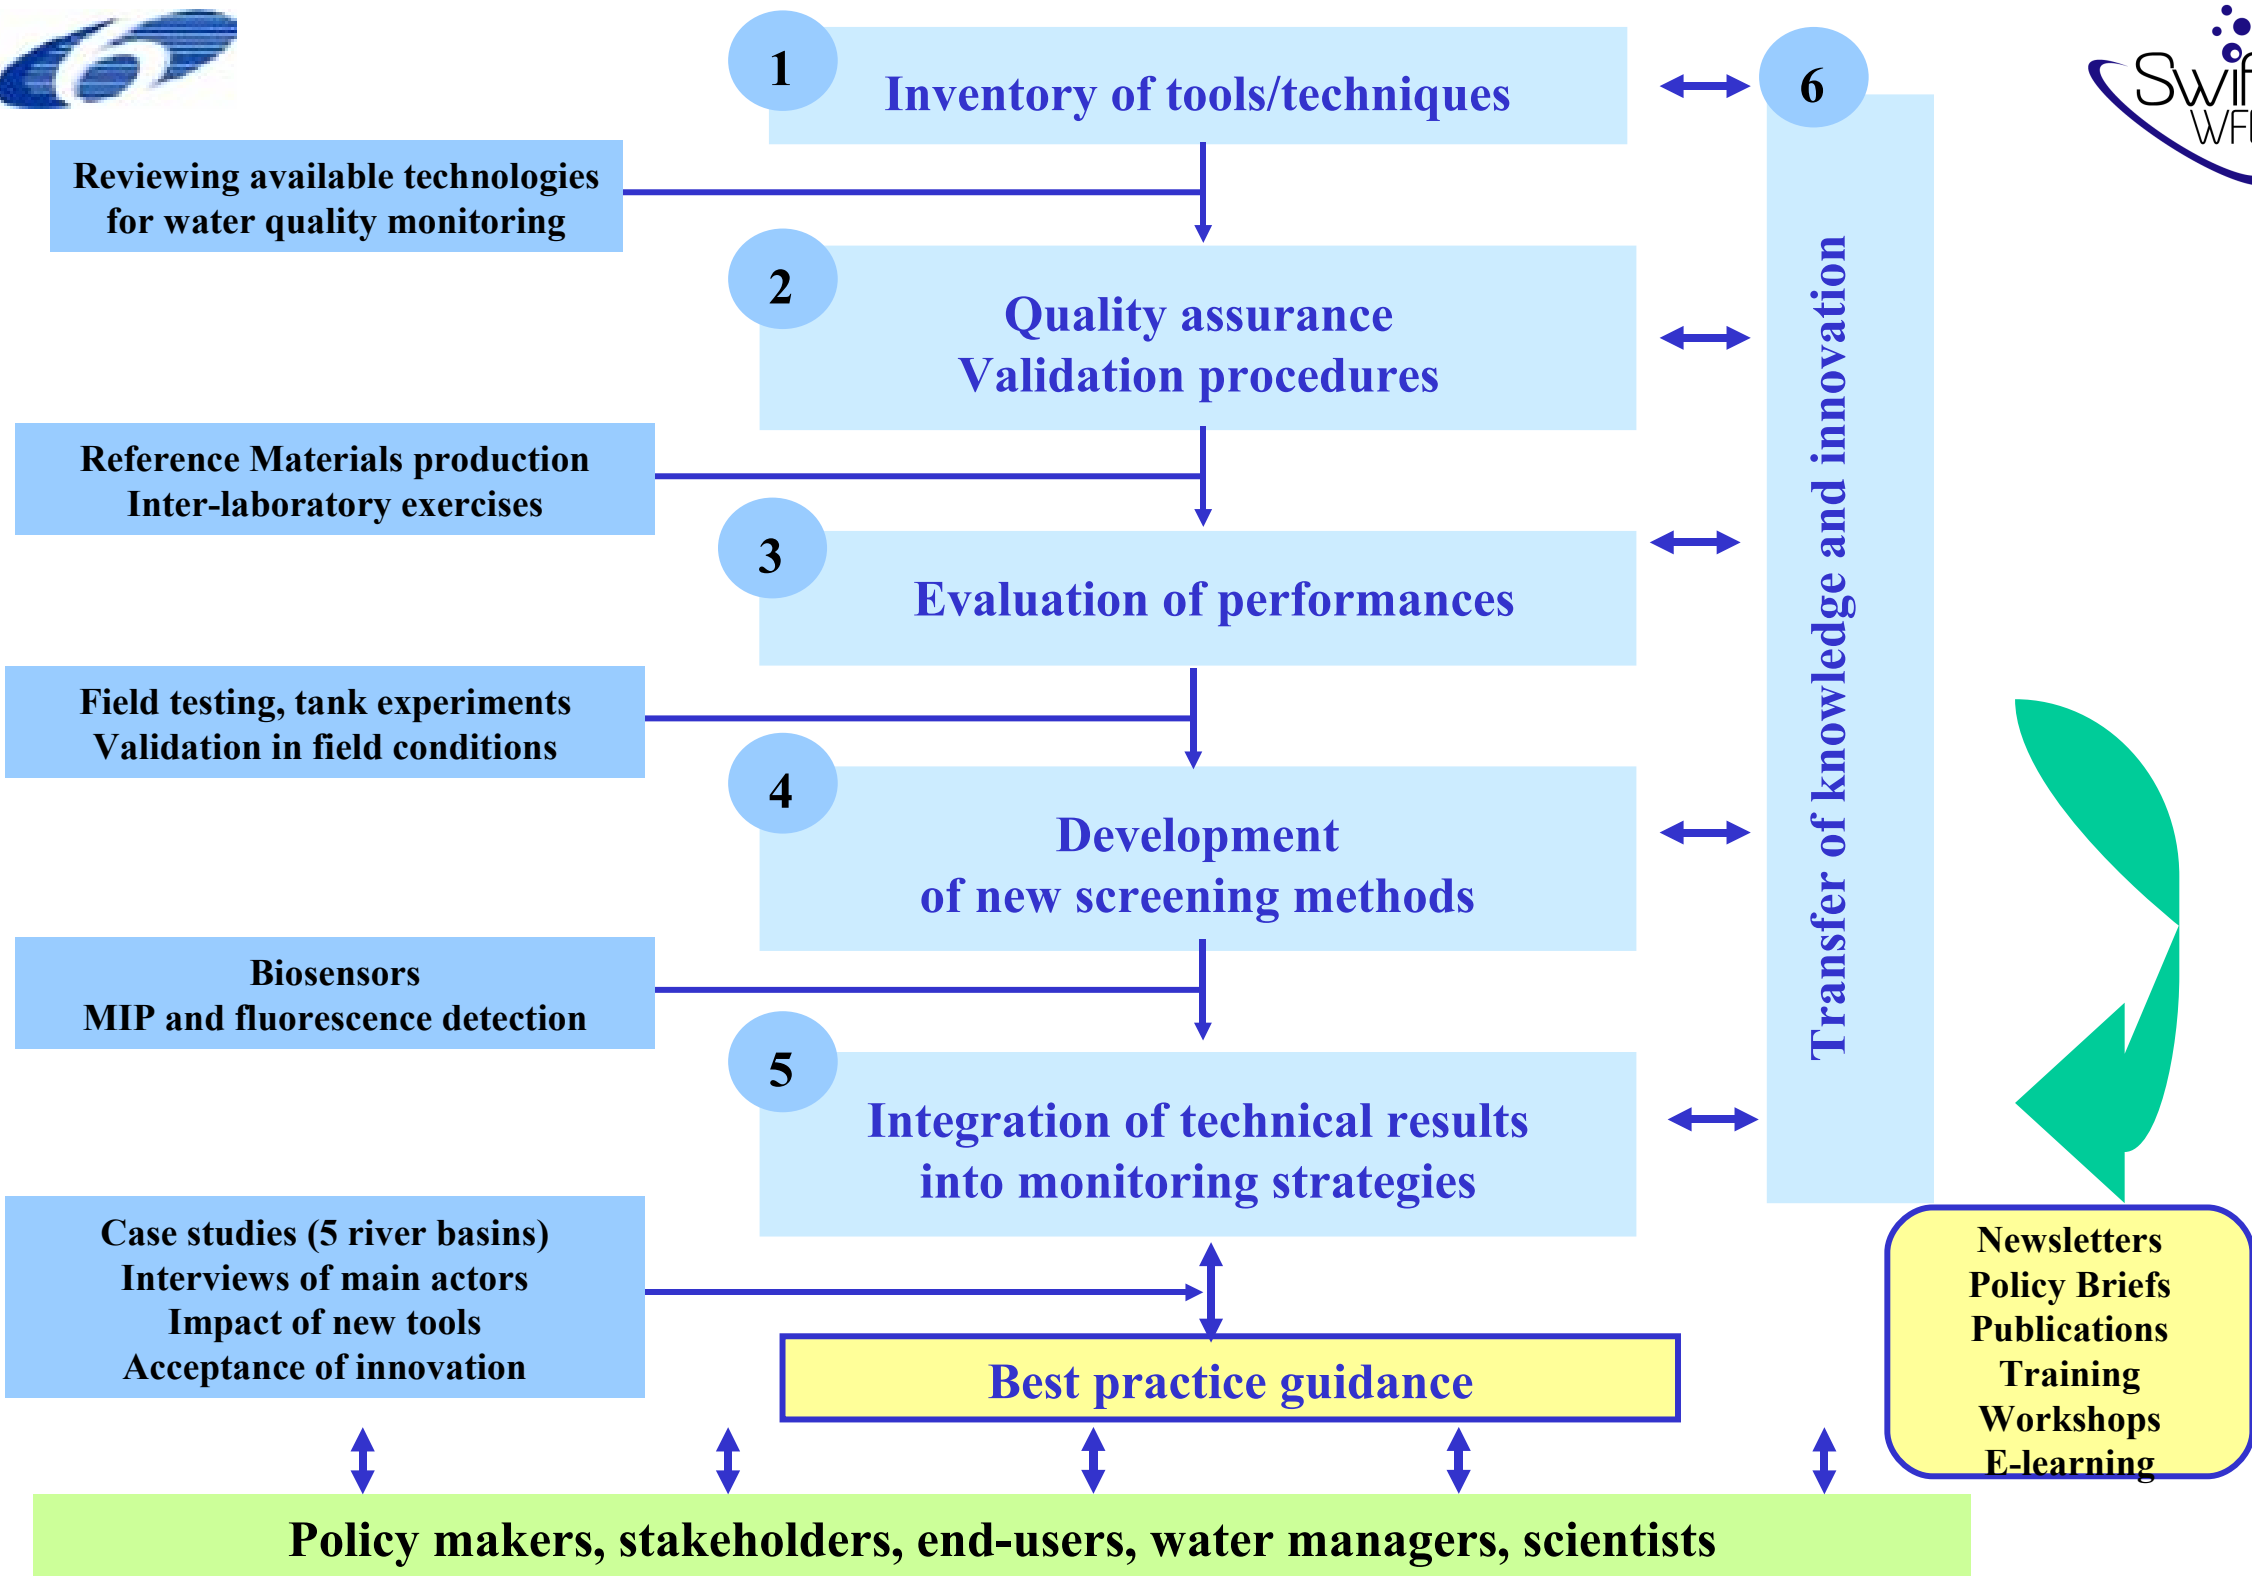 1
Inventory of tools/techniques
6
Reviewing available technologies
for water quality monitoring
2
Quality assurance
Validation procedures
Reference Materials production
Inter-laboratory exercises
3
Evaluation of performances
Field testing, tank experiments
Validation in field conditions
4
Development
of new screening methods
Biosensors
MIP and fluorescence detection
5
Integration of technical results
into monitoring strategies
Transfer of knowledge and innovation
Case studies (5 river basins)
Interviews of main actors
Impact of new tools
Acceptance of innovation
Best practice guidance
Newsletters
Policy Briefs
Publications
Training
Workshops
E-learning
Policy makers, stakeholders, end-users, water managers, scientists